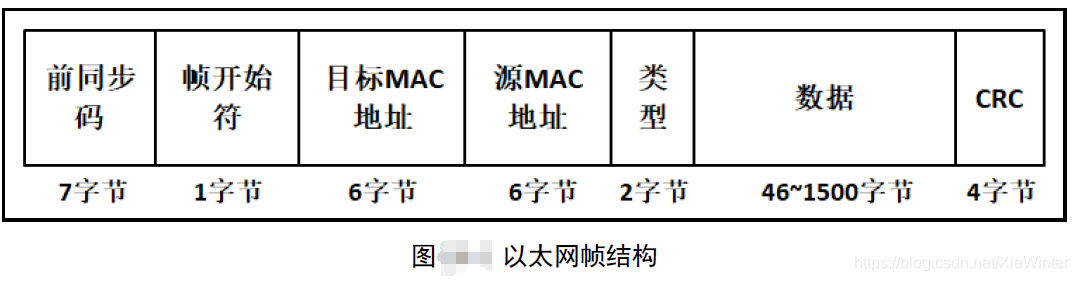 前同步码
帧开始符
目标MAC地址
源MAC地址
类型
数据
CRC
7字节
1字节
6字节
6字节
2字节
46~1500字节
4字节
图 以太网帧结构
https://blog.csdn.net/XieWinter